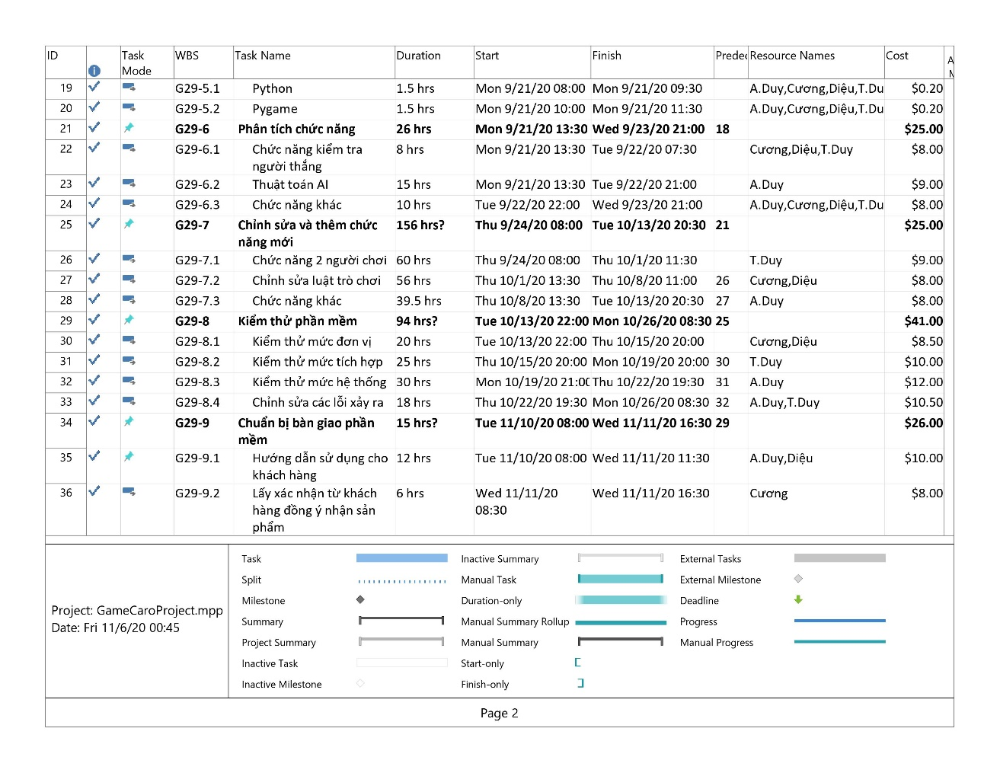 ID Task Mode WBS Task Name Duration Start Finish Predec Resource Names Cost A M
19 G29-5.1 Python 1.5 hrs Mon 9/21/20 08:00 Mon 9/21/20 09:30 A.Duy,Cương,Diệu,T.Du $0.20
20 G29-5.2 Pygame 1.5 hrs Mon 9/21/20 10:00 Mon 9/21/20 11:30 A.Duy,Cương,Diệu,T.Du $0.20
21 G29-6 Phân tích chức năng 26 hrs Mon 9/21/20 13:30 Wed 9/23/20 21:00 18 $25.00
22 G29-6.1 Chức năng kiểm tra 8 hrs Mon 9/21/20 13:30 Tue 9/22/20 07:30 Cương,Diệu,T.Duy $8.00
người thắng
23 G29-6.2 Thuật toán AI 15 hrs Mon 9/21/20 13:30 Tue 9/22/20 21:00 A.Duy $9.00
24 G29-6.3 Chức năng khác 10 hrs Tue 9/22/20 22:00 Wed 9/23/20 21:00 A.Duy,Cương,Diệu,T.Du $8.00
25 G29-7 Chỉnh sửa và thêm chức 156 hrs? Thu 9/24/20 08:00 Tue 10/13/20 20:30 21 $25.00
năng mới
26 G29-7.1 Chức năng 2 người chơi 60 hrs Thu 9/24/20 08:00 Thu 10/1/20 11:30 T.Duy $9.00
27 G29-7.2 Chỉnh sửa luật trò chơi 56 hrs Thu 10/1/20 13:30 Thu 10/8/20 11:00 26 Cương,Diệu $8.00
28 G29-7.3 Chức năng khác 39.5 hrs Thu 10/8/20 13:30 Tue 10/13/20 20:30 27 A.Duy $8.00
29 G29-8 Kiểm thử phần mềm 94 hrs? Tue 10/13/20 22:00 Mon 10/26/20 08:30 25 $41.00
30 G29-8.1 Kiểm thử mức đơn vị 20 hrs Tue 10/13/20 22:00 Thu 10/15/20 20:00 Cương,Diệu $8.50
31 G29-8.2 Kiểm thử mức tích hợp 25 hrs Thu 10/15/20 20:00 Mon 10/19/20 20:00 30 T.Duy $10.00
32 G29-8.3 Kiểm thử mức hệ thống 30 hrs Mon 10/19/20 21:00 Thu 10/22/20 19:30 31 A.Duy $12.00
33 G29-8.4 Chỉnh sửa các lỗi xảy ra 18 hrs Thu 10/22/20 19:30 Mon 10/26/20 08:30 32 A.Duy,T.Duy $10.50
34 G29-9 Chuẩn bị bàn giao phần 15 hrs? Tue 11/10/20 08:00 Wed 11/11/20 16:30 29 $26.00
mềm
35 G29-9.1 Hướng dẫn sử dụng cho 12 hrs Tue 11/10/20 08:00 Wed 11/11/20 11:30 A.Duy,Diệu $10.00
khách hàng
36 G29-9.2 Lấy xác nhận từ khách 6 hrs Wed 11/11/20 Wed 11/11/20 16:30 Cương $8.00
hàng đồng ý nhận sản 08:30
phẩm
Project: GameCaroProject.mpp
Date: Fri 11/6/20 00:45
Task Inactive Summary External Tasks
Split Manual Task External Milestone
Milestone Duration-only Deadline
Summary Manual Summary Rollup Progress
Project Summary Manual Summary Manual Progress
Inactive Task Start-only
Inactive Milestone Finish-only
Page 2